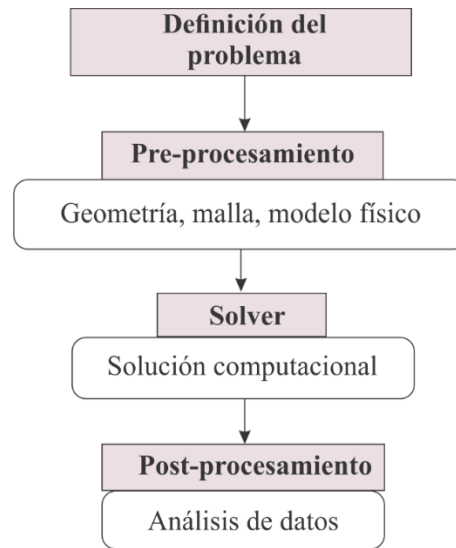 Definición del
problema
Pre-procesamiento
Geometría, malla, modelo físico
Solver
Solución computacional
Post-procesamiento
Análisis de datos